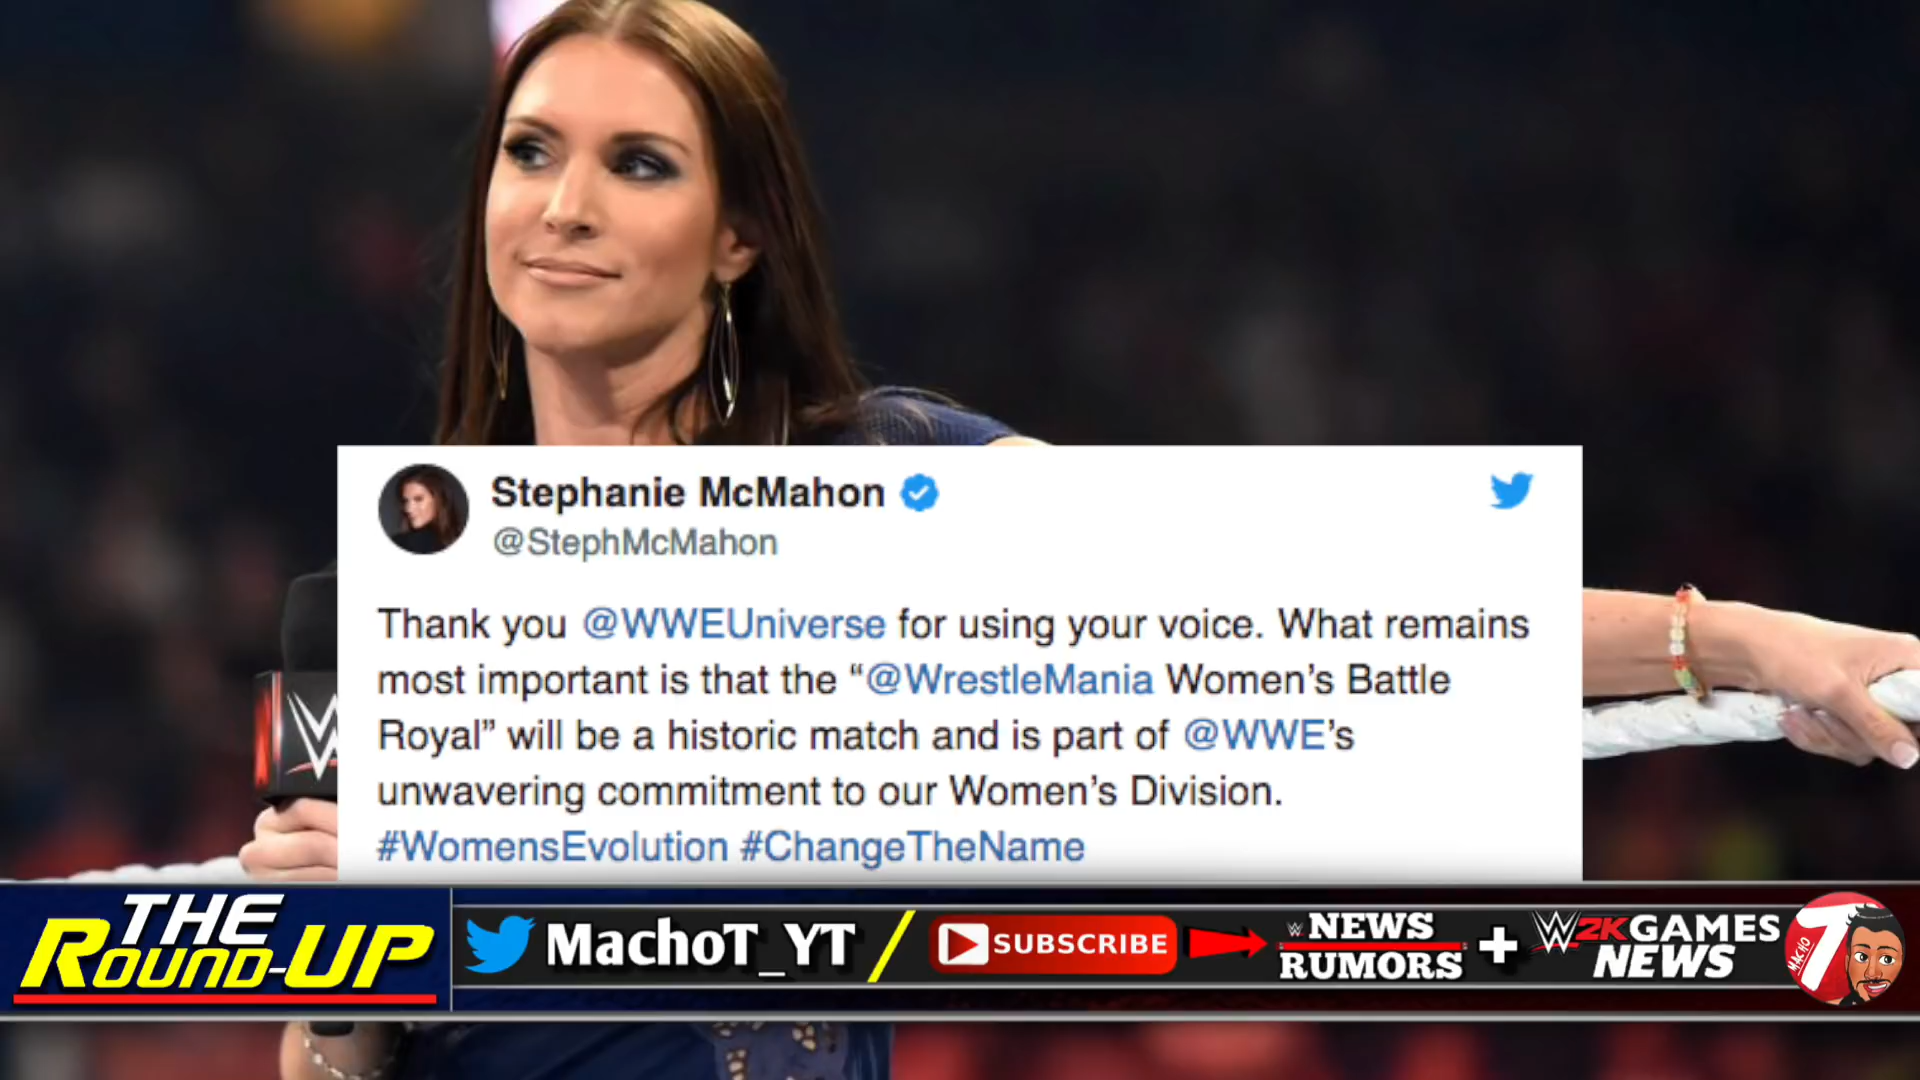 Stephanie McMahon
@StephMcMahon
Thank you @WWEUniverse for using your voice. What remains
most important is that the “@WrestleMania Women’s Battle
Royal” will be a historic match and is part of @WWE’s
unwavering commitment to our Women’s Division.
#WomensEvolution #ChangeTheName
W
THE
ROUND-UP
MachoT_YT / SUBSCRIBE
W NEWS
RUMORS
+
W2KGAMES
NEWS
MACHO
T